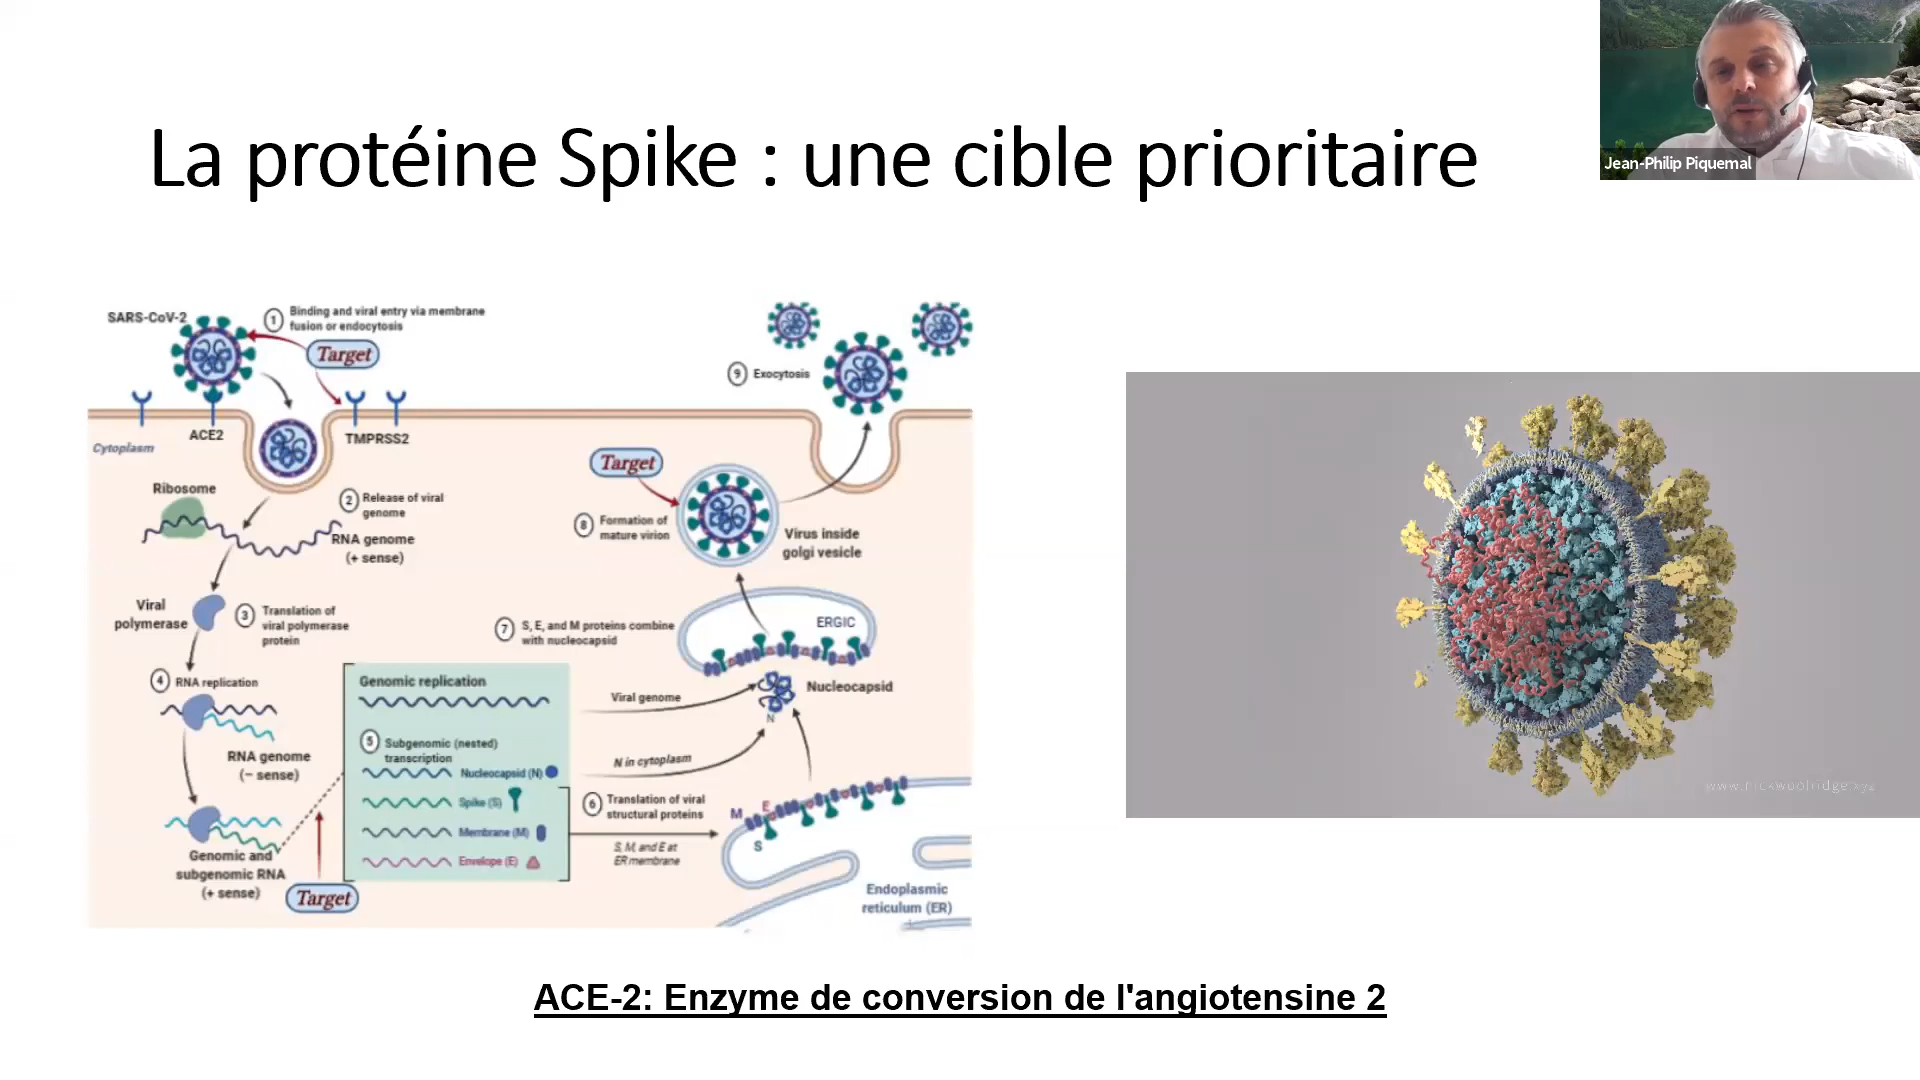 La protéine Spike : une cible prioritaire
Jean-Philip Piquemal
SARS-CoV-2
1
Binding and viral entry via membrane
fusion or endocytosis
Target
ACE2
TMPRSS2
Cytoplasm
Ribosome
2
Release of viral
genome
RNA genome
(+ sense)
Viral
polymerase
3
Translation of
viral polymerase
protein
4
RNA replication
RNA genome
(− sense)
Genomic and
subgenomic RNA
(+ sense)
Target
Genomic replication
5
Subgenomic (nested)
transcription
Nucleocapsid (N)
Spike (S)
Membrane (M)
Envelope (E)
6
Translation of viral
structural proteins
S, M, and E at
ER membrane
Viral genome
N in cytoplasm
7
S, E, and M proteins combine
with nucleocapsid
ERGIC
Nucleocapsid
N
M
E
S
Endoplasmic
reticulum (ER)
Target
8
Formation of
mature virion
Virus inside
golgi vesicle
9
Exocytosis
www.nickwoolridge.xyz
ACE-2: Enzyme de conversion de l'angiotensine 2